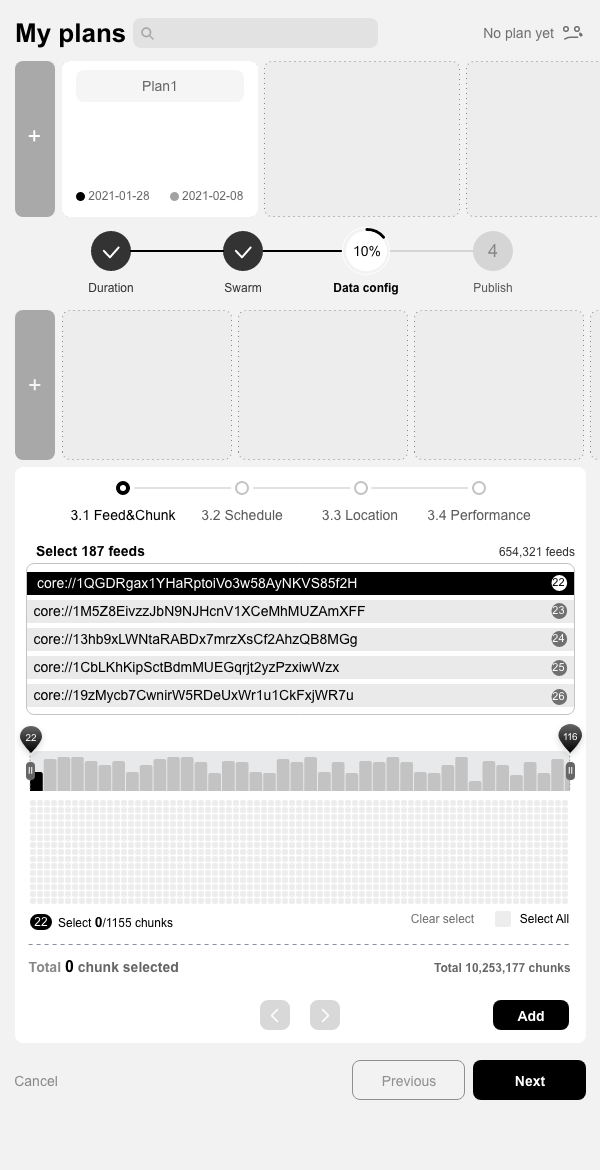 My plans
No plan yet
+
Plan1
2021-01-28
2021-02-08
10%
4
Duration
Swarm
Data config
Publish
+
3.1 Feed&Chunk
3.2 Schedule
3.3 Location
3.4 Performance
Select 187 feeds
654,321 feeds
core://1QGDRgax1YHaRptoiVo3w58AyNKVS85f2H
22
core://1M5Z8EivzzJbN9NJHcnV1XCeMhMUZAmXFF
23
core://13hb9xLWNtaRABDx7mrzXsCf2AhzQB8MGg
24
core://1CbLKhKipSctBdmMUEGqrjt2yzPzxiwWzx
25
core://19zMycb7CwnirW5RDeUxWr1u1CkFxjWR7u
26
22
116
22 Select 0/1155 chunks
Clear select
Select All
Total 0 chunk selected
Total 10,253,177 chunks
Add
Cancel
Previous
Next